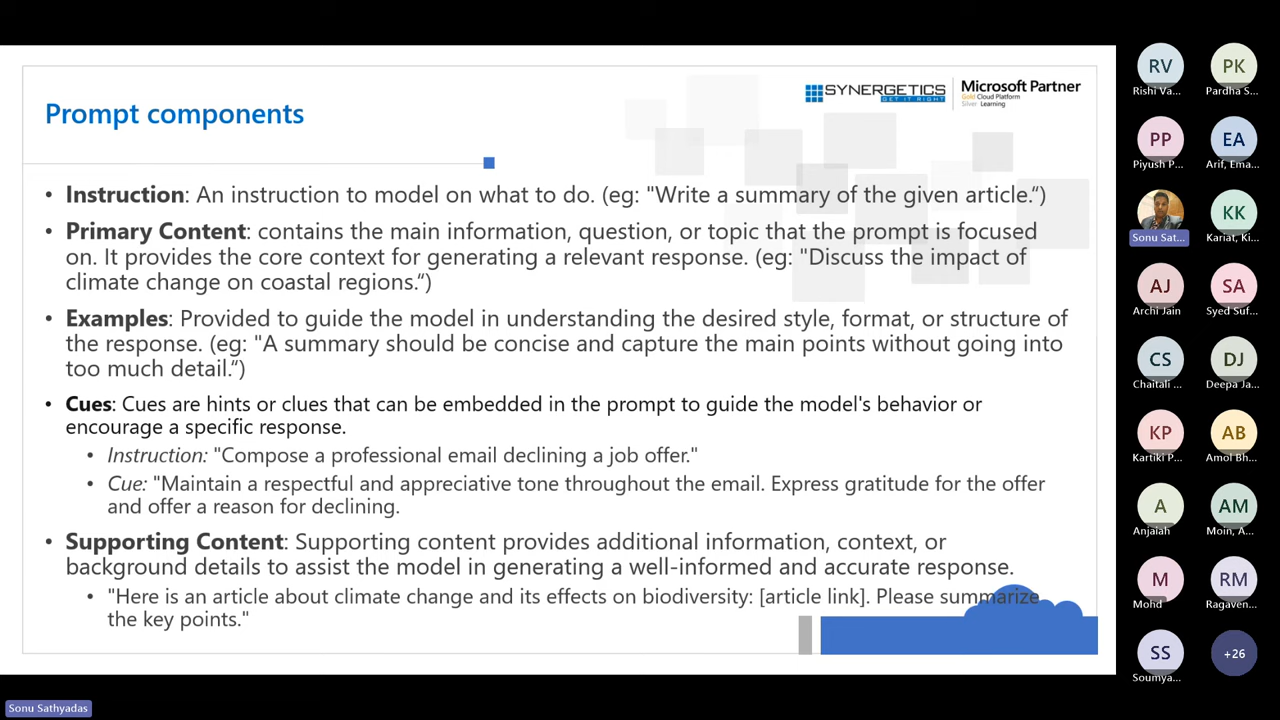 SYNERGETICS
GET IT RIGHT
Microsoft Partner
Gold Cloud Platform
Silver Learning
Prompt components
• Instruction: An instruction to model on what to do. (eg: "Write a summary of the given article.“)
• Primary Content: contains the main information, question, or topic that the prompt is focused
on. It provides the core context for generating a relevant response. (eg: "Discuss the impact of
climate change on coastal regions.“)
• Examples: Provided to guide the model in understanding the desired style, format, or structure of
the response. (eg: "A summary should be concise and capture the main points without going into
too much detail.“)
• Cues: Cues are hints or clues that can be embedded in the prompt to guide the model's behavior or
encourage a specific response.
• Instruction: "Compose a professional email declining a job offer."
• Cue: "Maintain a respectful and appreciative tone throughout the email. Express gratitude for the offer
and offer a reason for declining.
• Supporting Content: Supporting content provides additional information, context, or
background details to assist the model in generating a well-informed and accurate response.
• "Here is an article about climate change and its effects on biodiversity: [article link]. Please summarize
the key points."
RV
Rishi Va...
PK
Pardha S...
PP
Piyush P...
EA
Arif, Ema...
Sonu Sat...
KK
Kariat, Ki...
AJ
Archi Jain
SA
Syed Suf...
CS
Chaitali ...
DJ
Deepa Ja...
KP
Kartiki P...
AB
Amol Bh...
A
Anjaiah
AM
Moin, A...
M
Mohd
RM
Ragaven...
SS
Soumya...
+26
Sonu Sathyadas